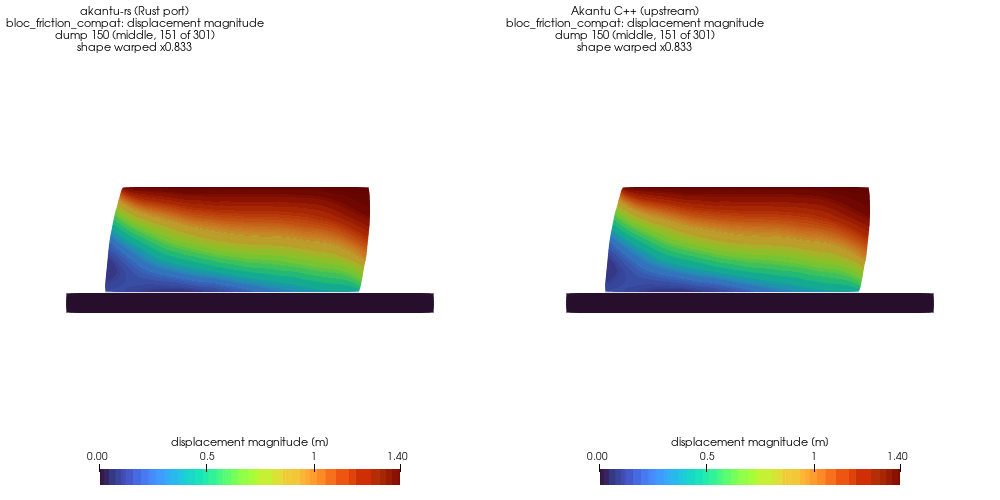 akantu-rs (Rust port)
bloc_friction_compat: displacement magnitude
dump 150 (middle, 151 of 301)
shape warped x0.833
Akantu C++ (upstream)
bloc_friction_compat: displacement magnitude
dump 150 (middle, 151 of 301)
shape warped x0.833
displacement magnitude (m)
0.00 0.5 1 1.40
displacement magnitude (m)
0.00 0.5 1 1.40